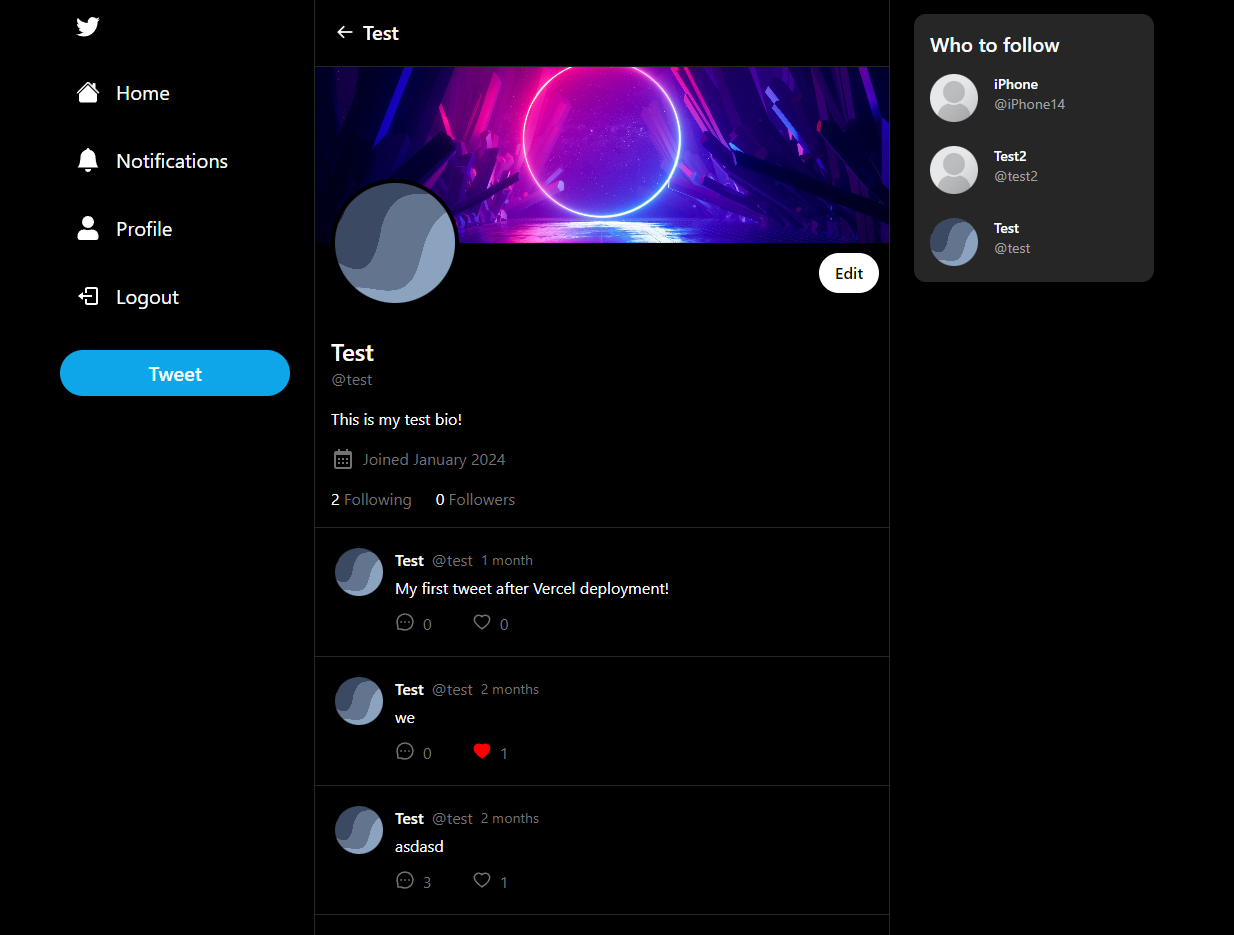 Home
Notifications
Profile
Logout
Tweet
Test
Edit
Test
@test
This is my test bio!
Joined January 2024
2 Following 0 Followers
Test @test 1 month
My first tweet after Vercel deployment!
0 0
Test @test 2 months
we
0 1
Test @test 2 months
asdasd
3 1
Who to follow
iPhone
@iPhone14
Test2
@test2
Test
@test